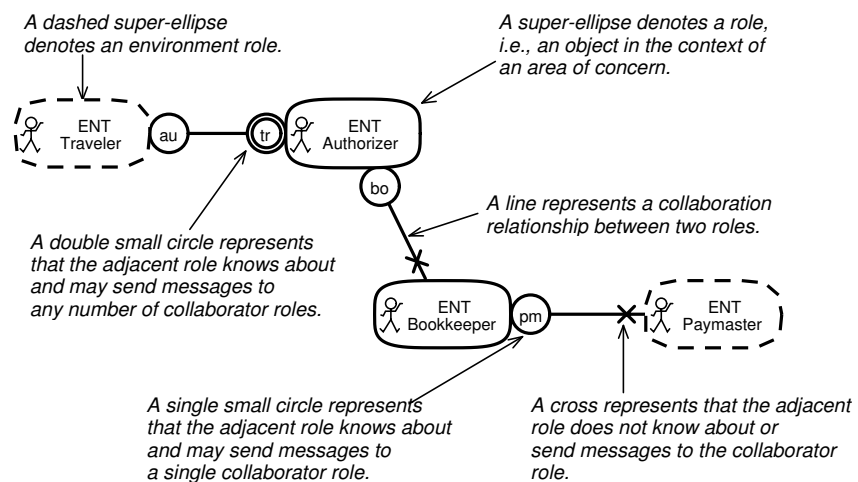 A dashed super-ellipse
denotes an environment role.
A super-ellipse denotes a role,
i.e., an object in the context of
an area of concern.
ENT
Traveler
au
tr
ENT
Authorizer
bo
A line represents a collaboration
relationship between two roles.
A double small circle represents
that the adjacent role knows about
and may send messages to
any number of collaborator roles.
ENT
Bookkeeper
pm
ENT
Paymaster
A single small circle represents
that the adjacent role knows about
and may send messages to
a single collaborator role.
A cross represents that the adjacent
role does not know about or
send messages to the collaborator
role.